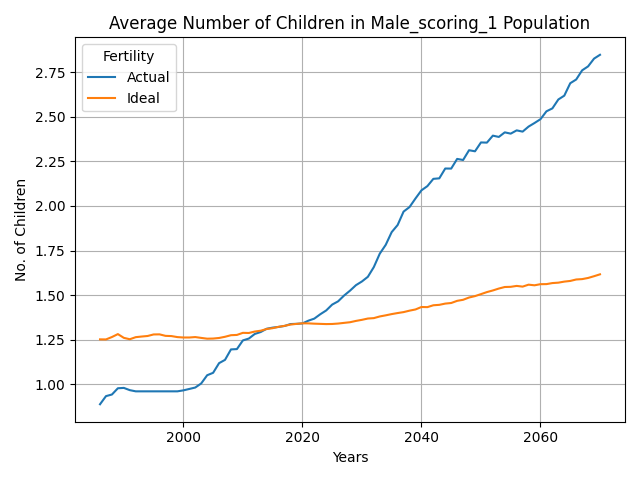 Average Number of Children in Male_scoring_1 Population
Fertility
Actual
Ideal
No. of Children
2.75
2.50
2.25
2.00
1.75
1.50
1.25
1.00
2000 2020 2040 2060
Years